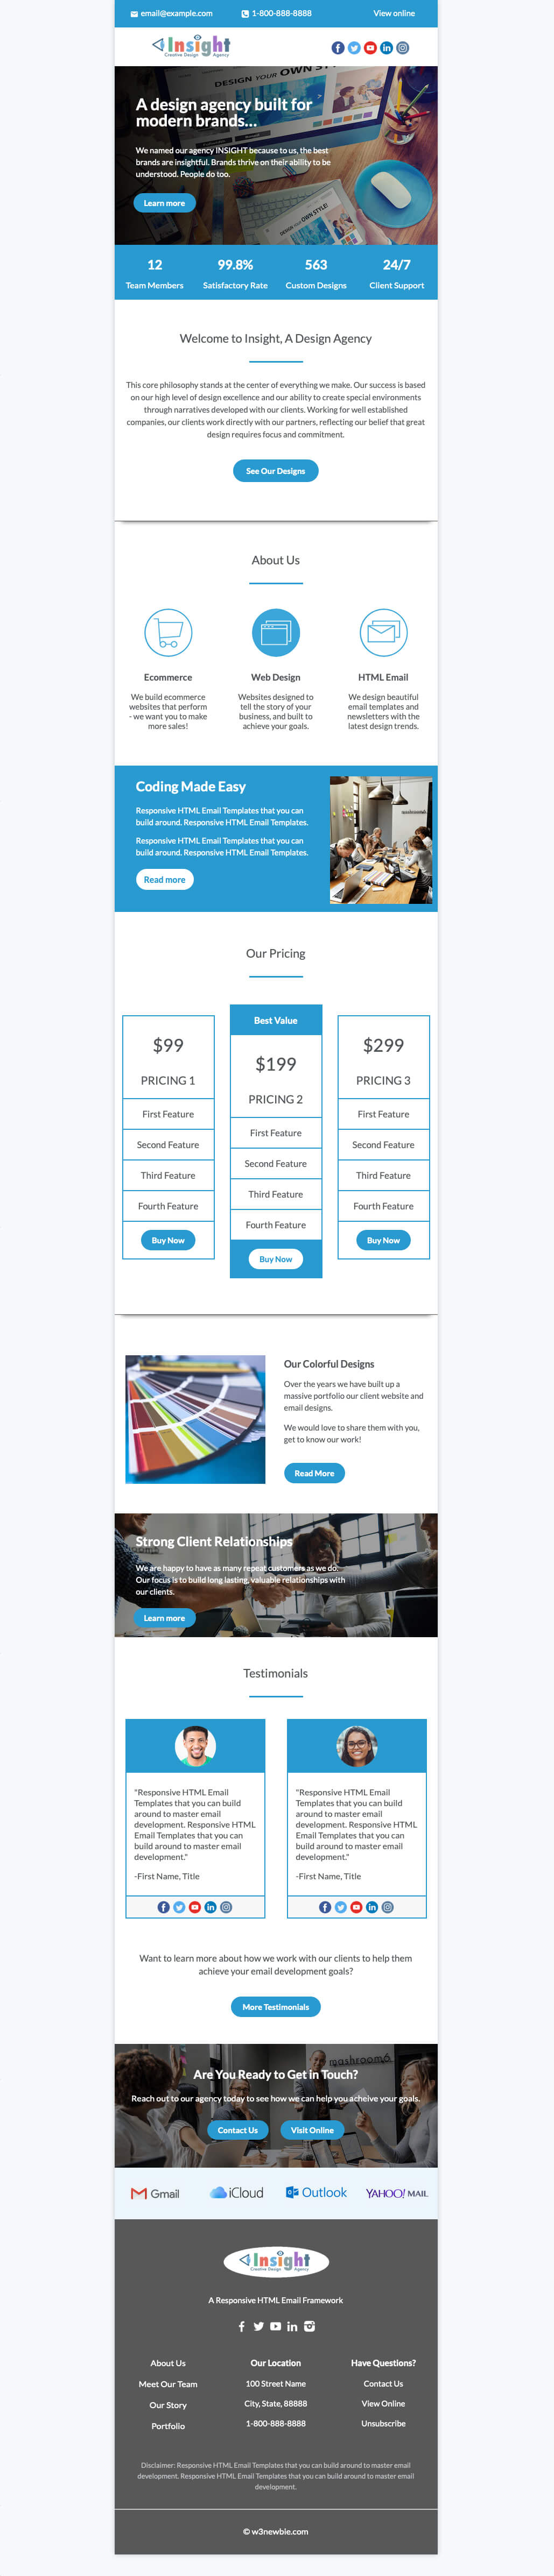 email@example.com 1-800-888-8888 View online
Insight
Creative Design Agency
A design agency built for
modern brands...
We named our agency INSIGHT because to us, the best
brands are insightful. Brands thrive on their ability to be
understood. People do too.
Learn more
DESIGN YOUR OWN STYLE!
12 99.8% 563 24/7
Team Members Satisfactory Rate Custom Designs Client Support
Welcome to Insight, A Design Agency
This core philosophy stands at the center of everything we make. Our success is based
on our high level of design excellence and our ability to create special environments
through narratives developed with our clients. Working for well established
companies, our clients work directly with our partners, reflecting our belief that great
design requires focus and commitment.
See Our Designs
About Us
Ecommerce
We build ecommerce
websites that perform
- we want you to make
more sales!
Web Design
Websites designed to
tell the story of your
business, and built to
achieve your goals.
HTML Email
We design beautiful
email templates and
newsletters with the
latest design trends.
Coding Made Easy
Responsive HTML Email Templates that you can
build around. Responsive HTML Email Templates.
Responsive HTML Email Templates that you can
build around. Responsive HTML Email Templates.
Read more
Our Pricing
$99
PRICING 1
First Feature
Second Feature
Third Feature
Fourth Feature
Buy Now
Best Value
$199
PRICING 2
First Feature
Second Feature
Third Feature
Fourth Feature
Buy Now
$299
PRICING 3
First Feature
Second Feature
Third Feature
Fourth Feature
Buy Now
Our Colorful Designs
Over the years we have built up a
massive portfolio our client website and
email designs.
We would love to share them with you,
get to know our work!
Read More
Strong Client Relationships
We are happy to have as many repeat customers as we do.
Our focus is to build long lasting, valuable relationships with
our clients.
Learn more
Testimonials
"Responsive HTML Email
Templates that you can build
around to master email
development. Responsive HTML
Email Templates that you can
build around to master email
development."
-First Name, Title
"Responsive HTML Email
Templates that you can build
around to master email
development. Responsive HTML
Email Templates that you can
build around to master email
development."
-First Name, Title
Want to learn more about how we work with our clients to help them
achieve your email development goals?
More Testimonials
Are You Ready to Get in Touch?
Reach out to our agency today to see how we can help you acheive your goals.
Contact Us Visit Online
Gmail iCloud Outlook YAHOO! MAIL
Insight
Creative Design Agency
A Responsive HTML Email Framework
About Us
Meet Our Team
Our Story
Portfolio
Our Location
100 Street Name
City, State, 88888
1-800-888-8888
Have Questions?
Contact Us
View Online
Unsubscribe
Disclaimer: Responsive HTML Email Templates that you can build around to master email
development. Responsive HTML Email Templates that you can build around to master email
development.
© w3newbie.com